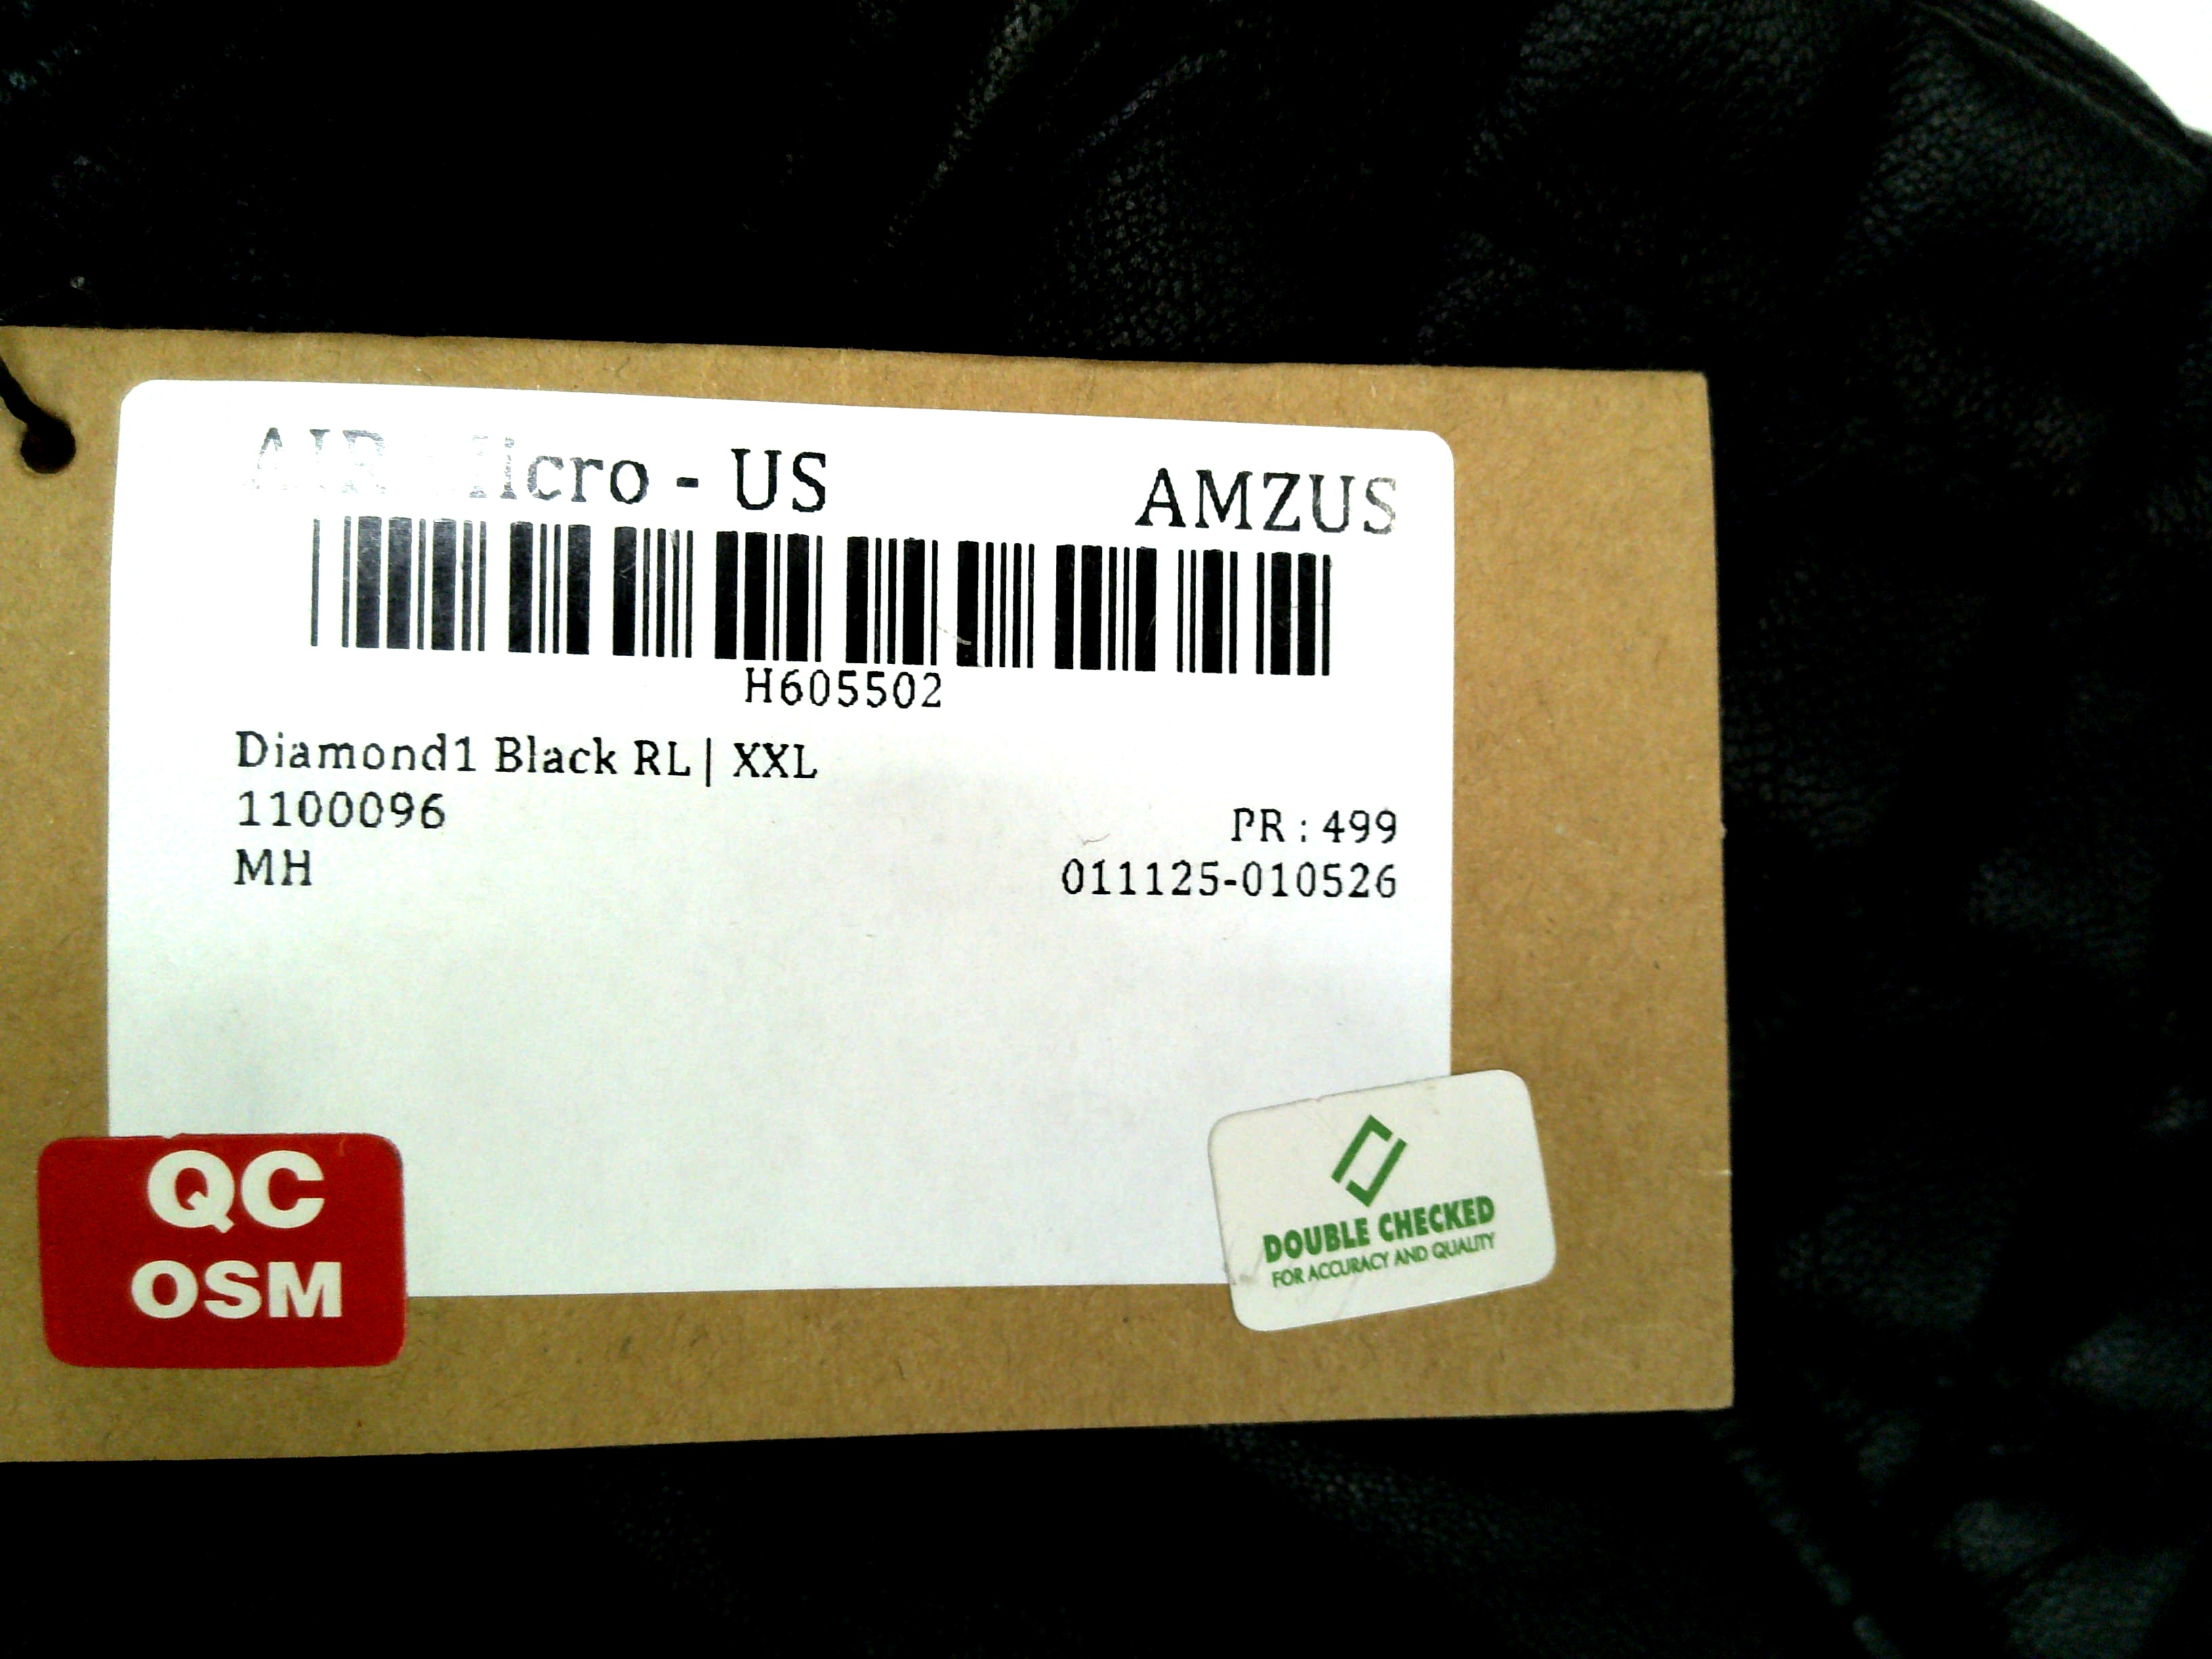 AIR Micro - US AMZUS
H605502
Diamond1 Black RL | XXL
1100096 PR : 499
MH 011125-010526
QC
OSM
DOUBLE CHECKED
FOR ACCURACY AND QUALITY